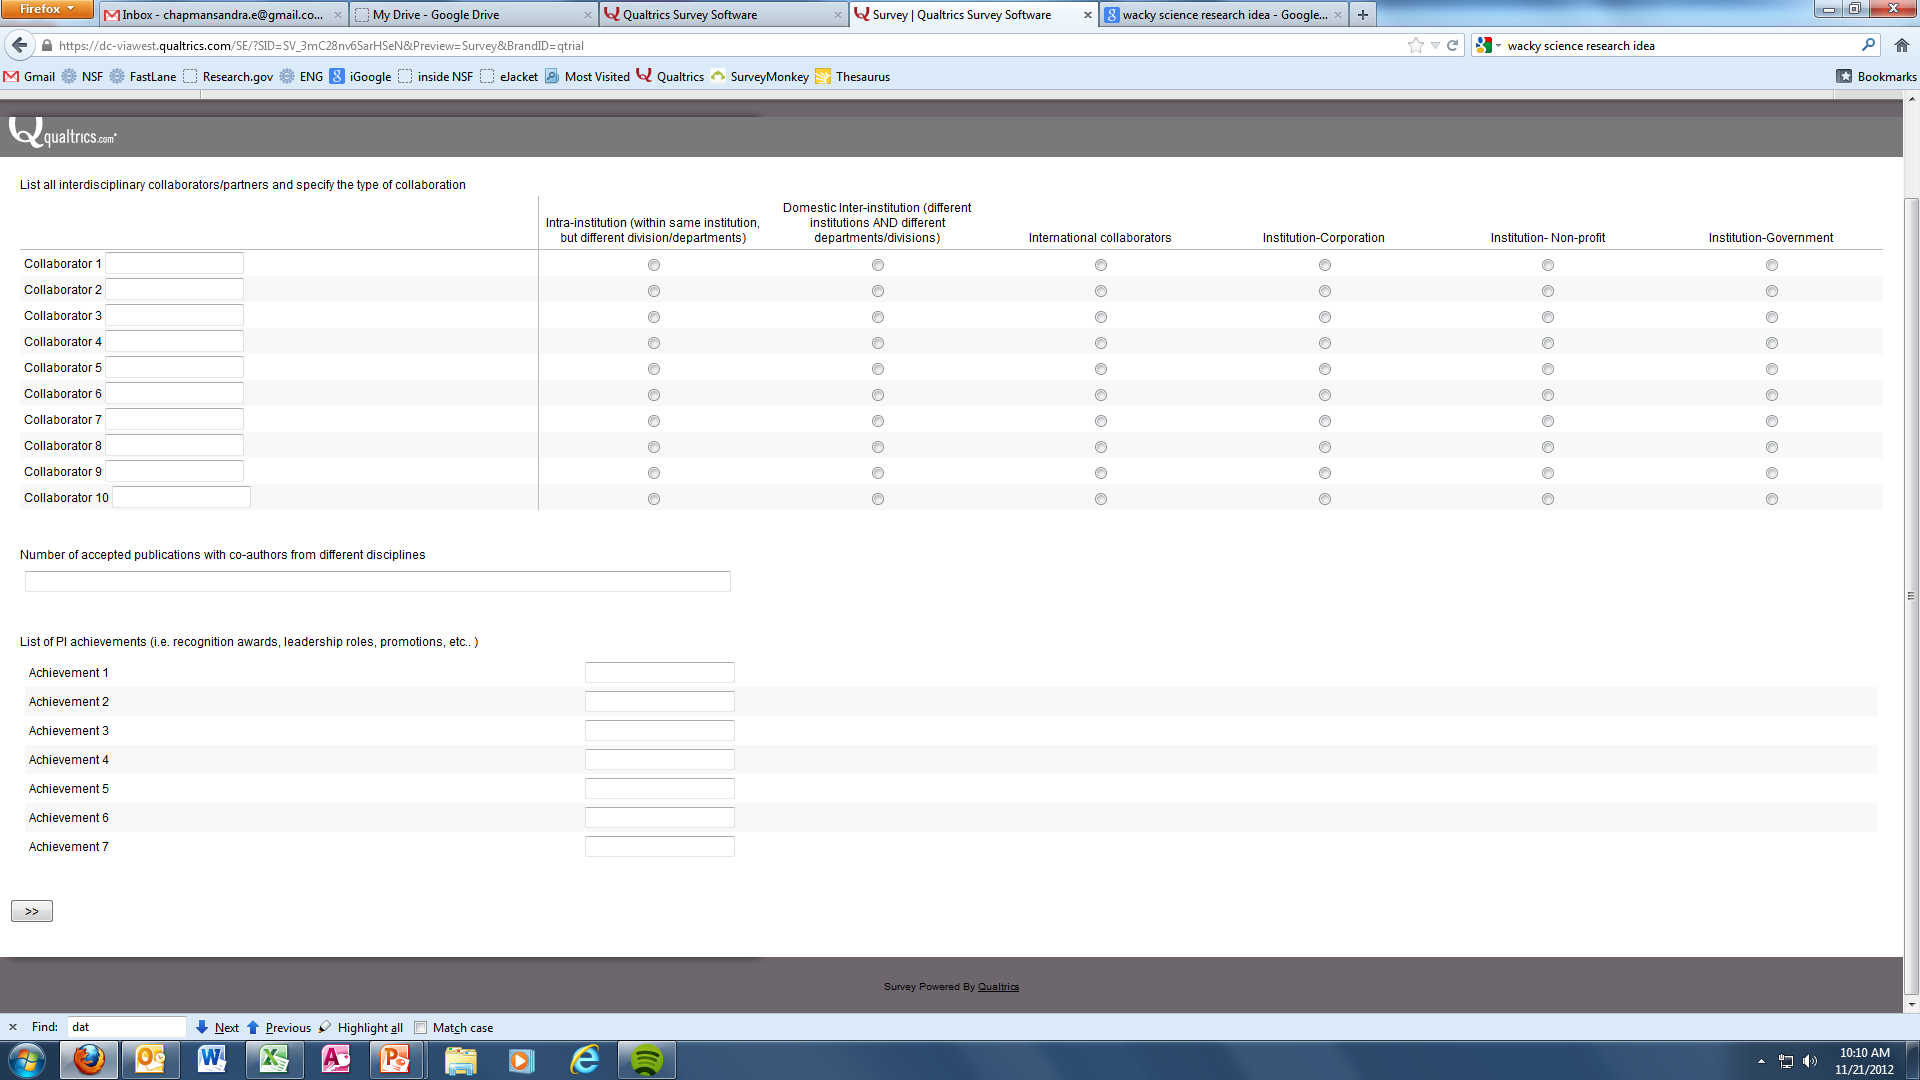 Firefox
Inbox - chapmansandra.e@gmail.co...
My Drive - Google Drive
Qualtrics Survey Software
Survey | Qualtrics Survey Software
wacky science research idea - Google...
https://dc-viawest.qualtrics.com/SE/?SID=SV_3mC28nv6SarHSeN&Preview=Survey&BrandID=qtrial
wacky science research idea
Gmail NSF FastLane Research.gov ENG iGoogle inside NSF eJacket Most Visited Qualtrics SurveyMonkey Thesaurus Bookmarks
qualtrics.com
List all interdisciplinary collaborators/partners and specify the type of collaboration
Intra-institution (within same institution,
but different division/departments)
Domestic Inter-institution (different
institutions AND different
departments/divisions)
International collaborators
Institution-Corporation
Institution- Non-profit
Institution-Government
Collaborator 1
Collaborator 2
Collaborator 3
Collaborator 4
Collaborator 5
Collaborator 6
Collaborator 7
Collaborator 8
Collaborator 9
Collaborator 10
Number of accepted publications with co-authors from different disciplines
List of PI achievements (i.e. recognition awards, leadership roles, promotions, etc.. )
Achievement 1
Achievement 2
Achievement 3
Achievement 4
Achievement 5
Achievement 6
Achievement 7
>>
Survey Powered By Qualtrics
Find: dat Next Previous Highlight all Match case
10:10 AM
11/21/2012